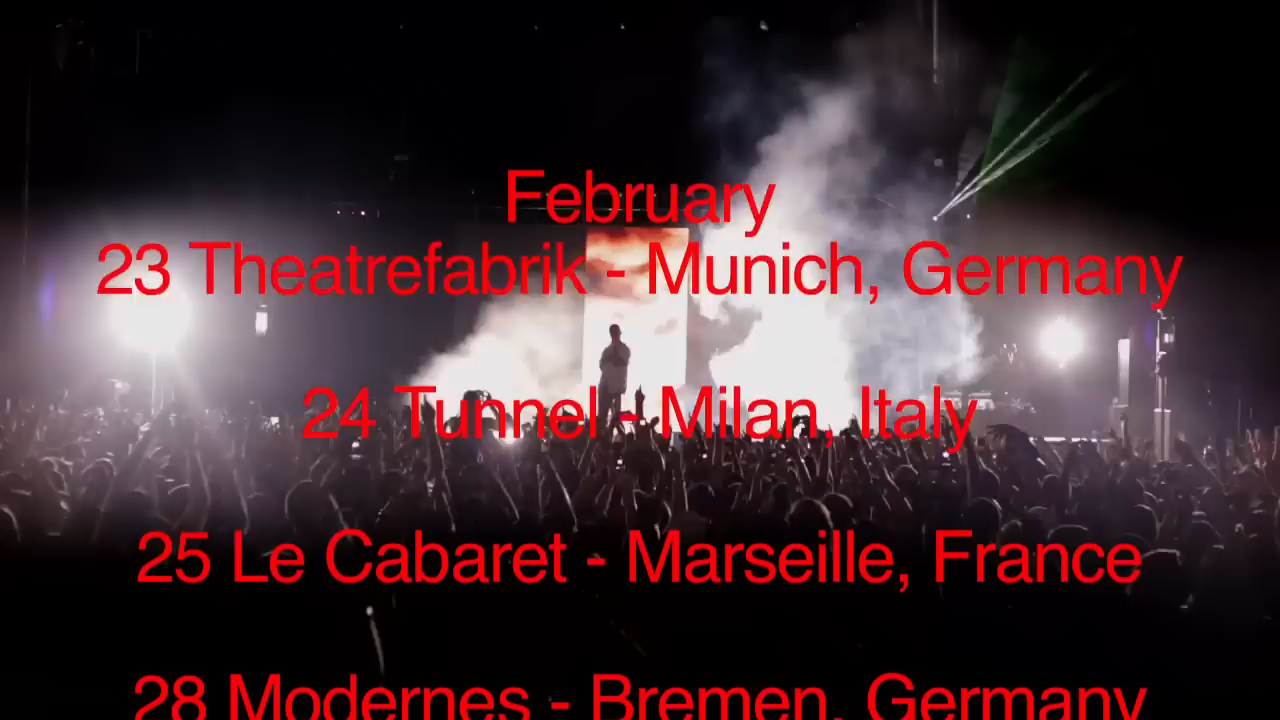 February
23 Theatrefabrik - Munich, Germany
24 Tunnel - Milan, Italy
25 Le Cabaret - Marseille, France
28 Modernes - Bremen, Germany